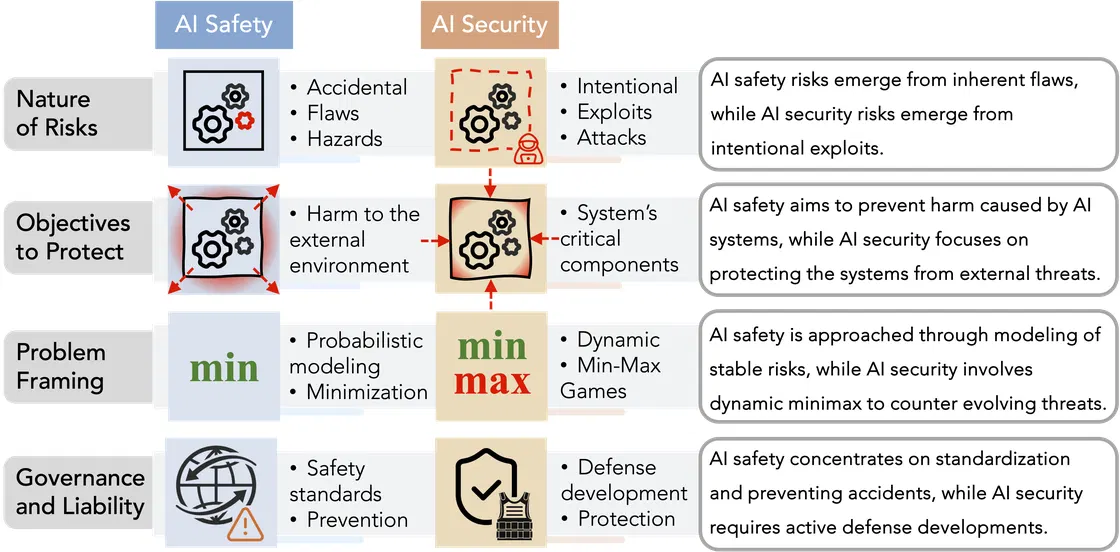 AI Safety
AI Security
Nature
of Risks
• Accidental
• Flaws
• Hazards
• Intentional
• Exploits
• Attacks
AI safety risks emerge from inherent flaws,
while AI security risks emerge from
intentional exploits.
Objectives
to Protect
• Harm to the
external
environment
• System's
critical
components
AI safety aims to prevent harm caused by AI
systems, while AI security focuses on
protecting the systems from external threats.
Problem
Framing
min
• Probabilistic
modeling
• Minimization
min
max
• Dynamic
• Min-Max
Games
AI safety is approached through modeling of
stable risks, while AI security involves
dynamic minimax to counter evolving threats.
Governance
and Liability
• Safety
standards
• Prevention
• Defense
development
• Protection
AI safety concentrates on standardization
and preventing accidents, while AI security
requires active defense developments.